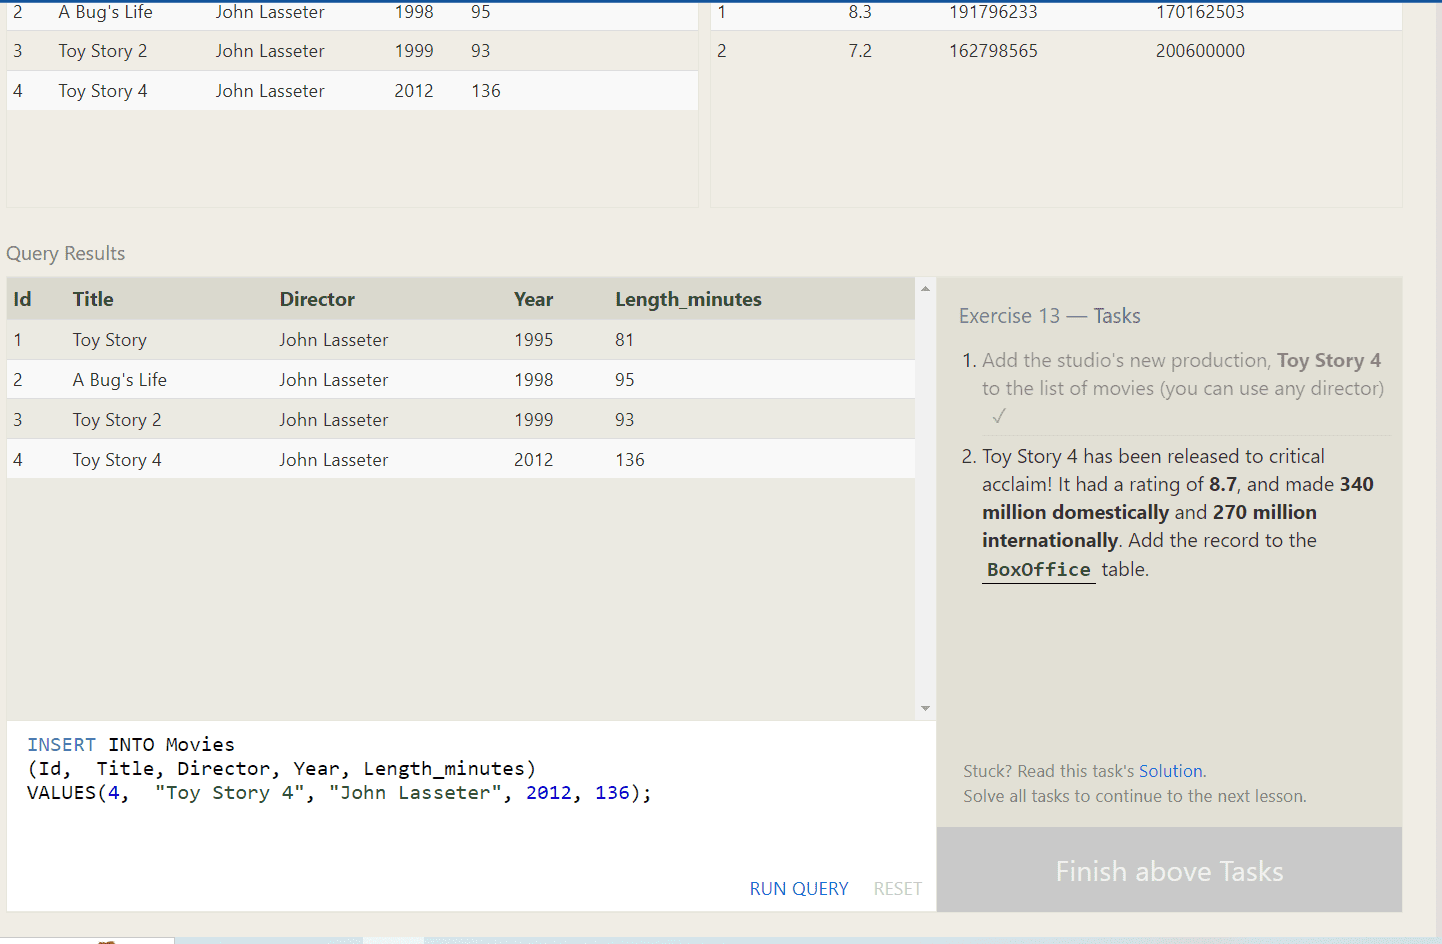 2 A Bug's Life John Lasseter 1998 95
3 Toy Story 2 John Lasseter 1999 93
4 Toy Story 4 John Lasseter 2012 136
1 8.3 191796233 170162503
2 7.2 162798565 200600000
Query Results
Id Title Director Year Length_minutes
1 Toy Story John Lasseter 1995 81
2 A Bug's Life John Lasseter 1998 95
3 Toy Story 2 John Lasseter 1999 93
4 Toy Story 4 John Lasseter 2012 136
INSERT INTO Movies
(Id,  Title, Director, Year, Length_minutes)
VALUES(4,  "Toy Story 4", "John Lasseter", 2012, 136);
RUN QUERY RESET
Exercise 13 — Tasks
1. Add the studio's new production, Toy Story 4
to the list of movies (you can use any director)
✓
2. Toy Story 4 has been released to critical
acclaim! It had a rating of 8.7, and made 340
million domestically and 270 million
internationally. Add the record to the
BoxOffice table.
Stuck? Read this task's Solution.
Solve all tasks to continue to the next lesson.
Finish above Tasks